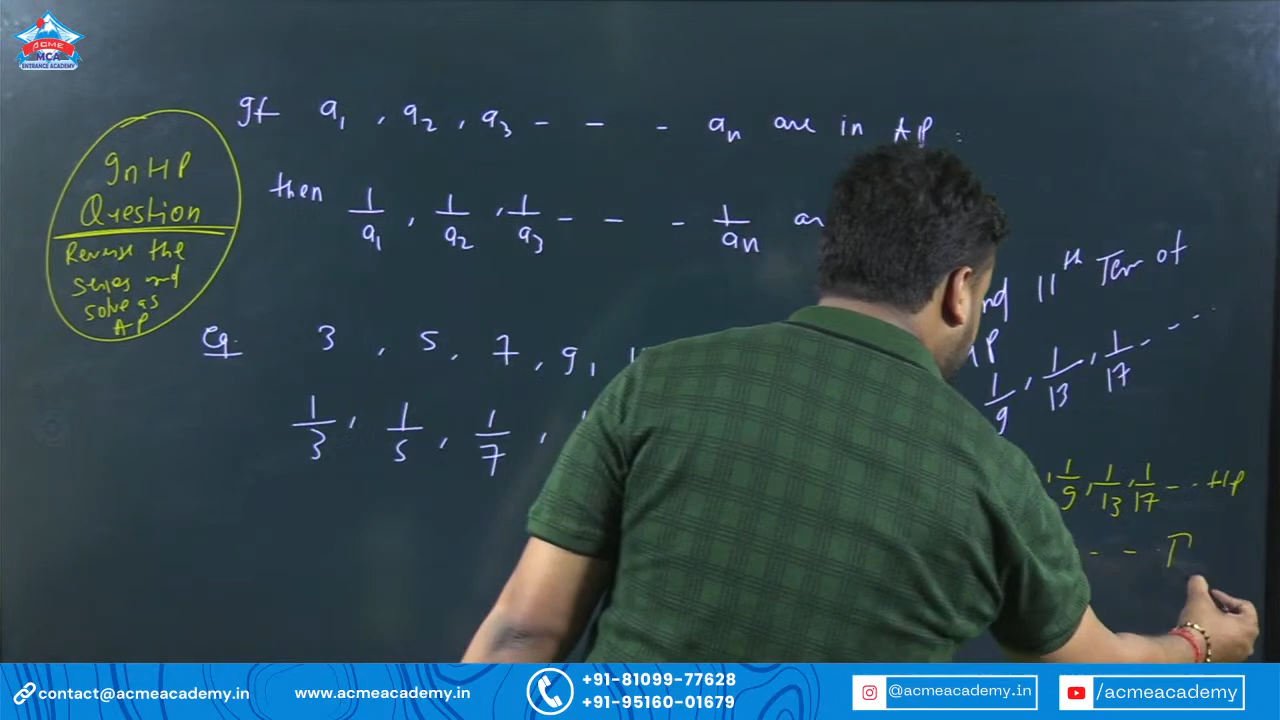 ACME
MCA
ENTRANCE ACADEMY
If a1 , a2 , a3 - - - an are in AP :
then 1/a1 , 1/a2 , 1/a3 - - - 1/an
In HP
Question
Reverse the
series and
solve as
AP
11th Term of
Eg. 3 , 5 , 7 , 9 ,
1/9 , 1/13 , 1/17 - - -
1/3 , 1/5 , 1/7 ,
, 1/9 , 1/13 , 1/17 - - - HP
- -
contact@acmeacademy.in
www.acmeacademy.in
+91-81099-77628
+91-95160-01679
@acmeacademy.in
/acmeacademy